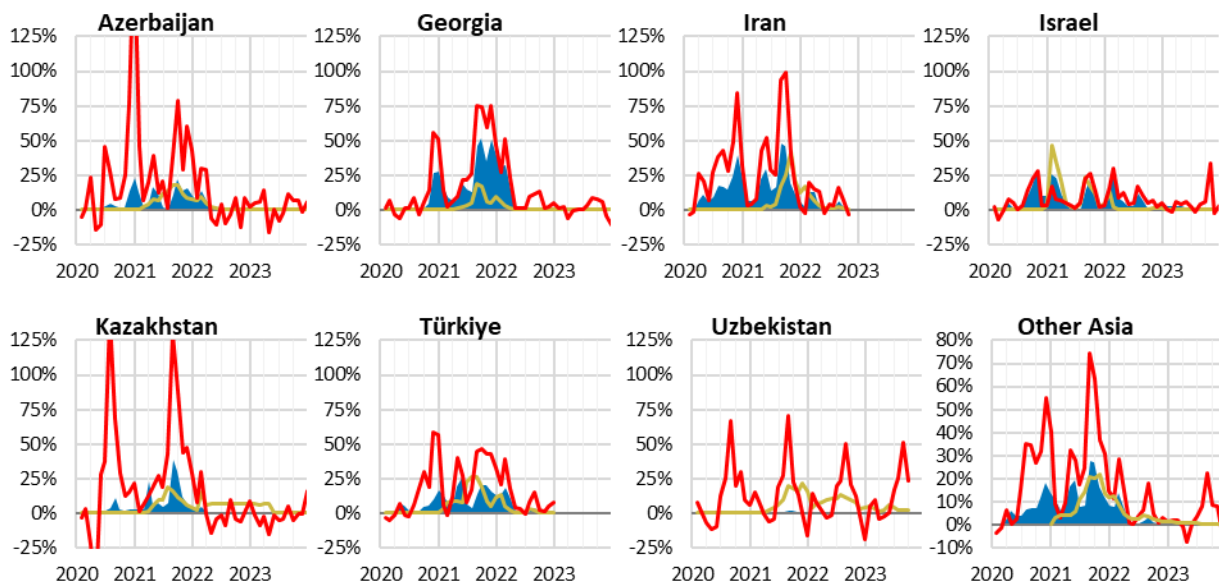 Azerbaijan Georgia Iran Israel
125% 125% 125% 125%
100% 100% 100% 100%
75% 75% 75% 75%
50% 50% 50% 50%
25% 25% 25% 25%
0% 0% 0% 0%
-25% -25% -25% -25%
2020 2021 2022 2023 2020 2021 2022 2023 2020 2021 2022 2023 2020 2021 2022 2023
Kazakhstan Türkiye Uzbekistan Other Asia
125% 125% 125% 80%
100% 100% 100% 70%
75% 75% 75% 60%
50% 50% 50% 50%
25% 25% 25% 40%
0% 0% 0% 30%
-25% -25% -25% 20%
10%
0%
-10%
2020 2021 2022 2023 2020 2021 2022 2023 2020 2021 2022 2023 2020 2021 2022 2023